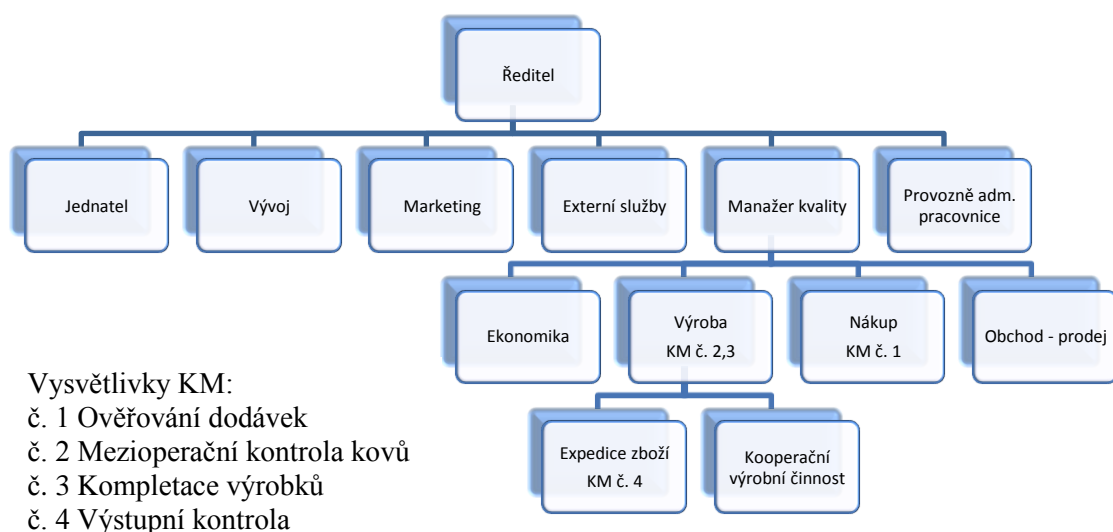 Ředitel
Jednatel
Vývoj
Marketing
Externí služby
Manažer kvality
Provozně adm.
pracovnice
Ekonomika
Výroba
KM č. 2,3
Nákup
KM č. 1
Obchod - prodej
Expedice zboží
KM č. 4
Kooperační
výrobní činnost
Vysvětlivky KM:
č. 1 Ověřování dodávek
č. 2 Mezioperační kontrola kovů
č. 3 Kompletace výrobků
č. 4 Výstupní kontrola